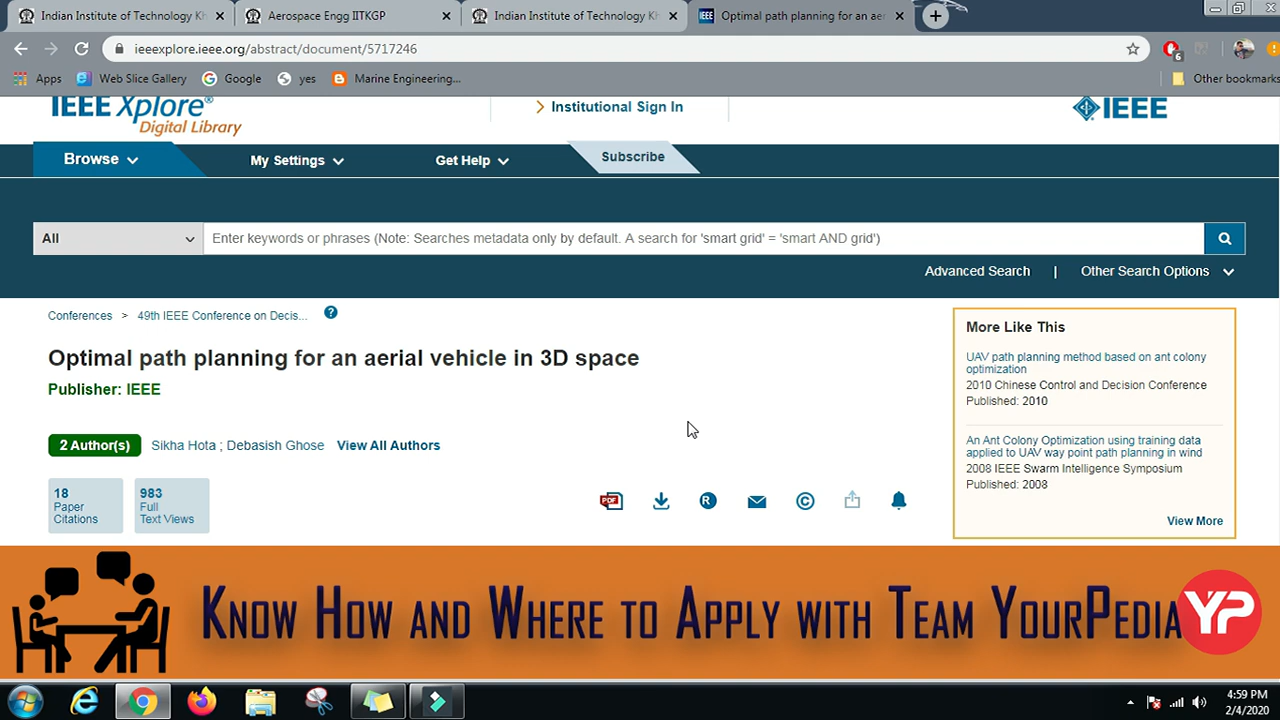 Indian Institute of Technology Kh
Aerospace Engg IITKGP
Indian Institute of Technology Kh
Optimal path planning for an aer
ieeexplore.ieee.org/abstract/document/5717246
6
Apps
Web Slice Gallery
Google
yes
Marine Engineering...
Other bookmarks
IEEE Xplore®
Digital Library
Institutional Sign In
IEEE
Browse
My Settings
Get Help
Subscribe
All
Enter keywords or phrases (Note: Searches metadata only by default. A search for 'smart grid' = 'smart AND grid')
Advanced Search | Other Search Options
Conferences > 49th IEEE Conference on Decis... ?
Optimal path planning for an aerial vehicle in 3D space
Publisher: IEEE
2 Author(s) Sikha Hota ; Debasish Ghose View All Authors
18
Paper
Citations
983
Full
Text Views
PDF
R
©
More Like This
UAV path planning method based on ant colony
optimization
2010 Chinese Control and Decision Conference
Published: 2010
An Ant Colony Optimization using training data
applied to UAV way point path planning in wind
2008 IEEE Swarm Intelligence Symposium
Published: 2008
View More
Know How and Where to Apply with Team YourPedia
YP
4:59 PM
2/4/2020